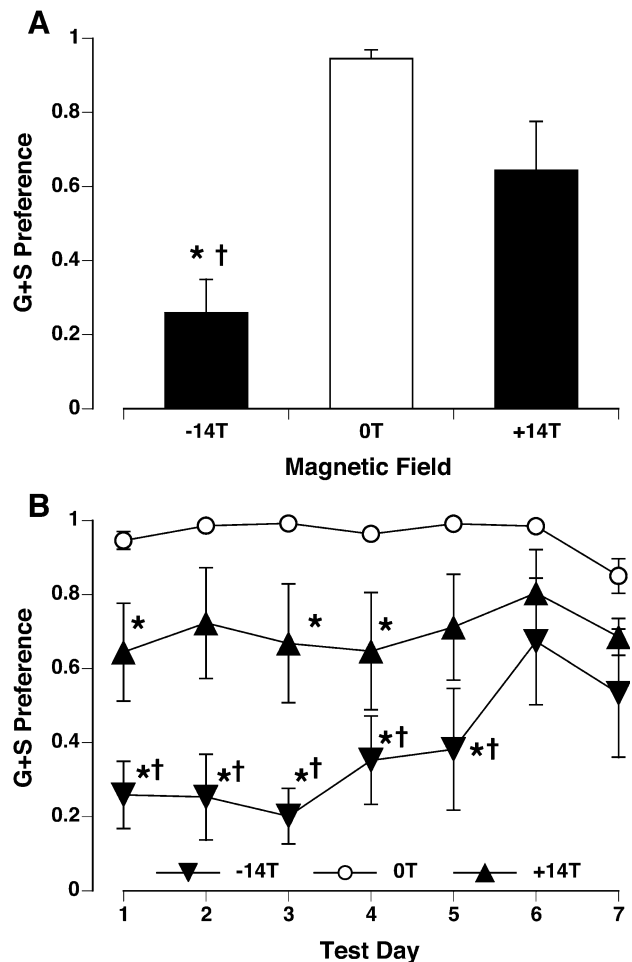 A
1
0.8
0.6
0.4
0.2
0
G+S Preference
* †
-14T 0T +14T
Magnetic Field
B
1
0.8
0.6
0.4
0.2
0
G+S Preference
* * *
*† *† *† *† *†
-14T 0T +14T
1 2 3 4 5 6 7
Test Day